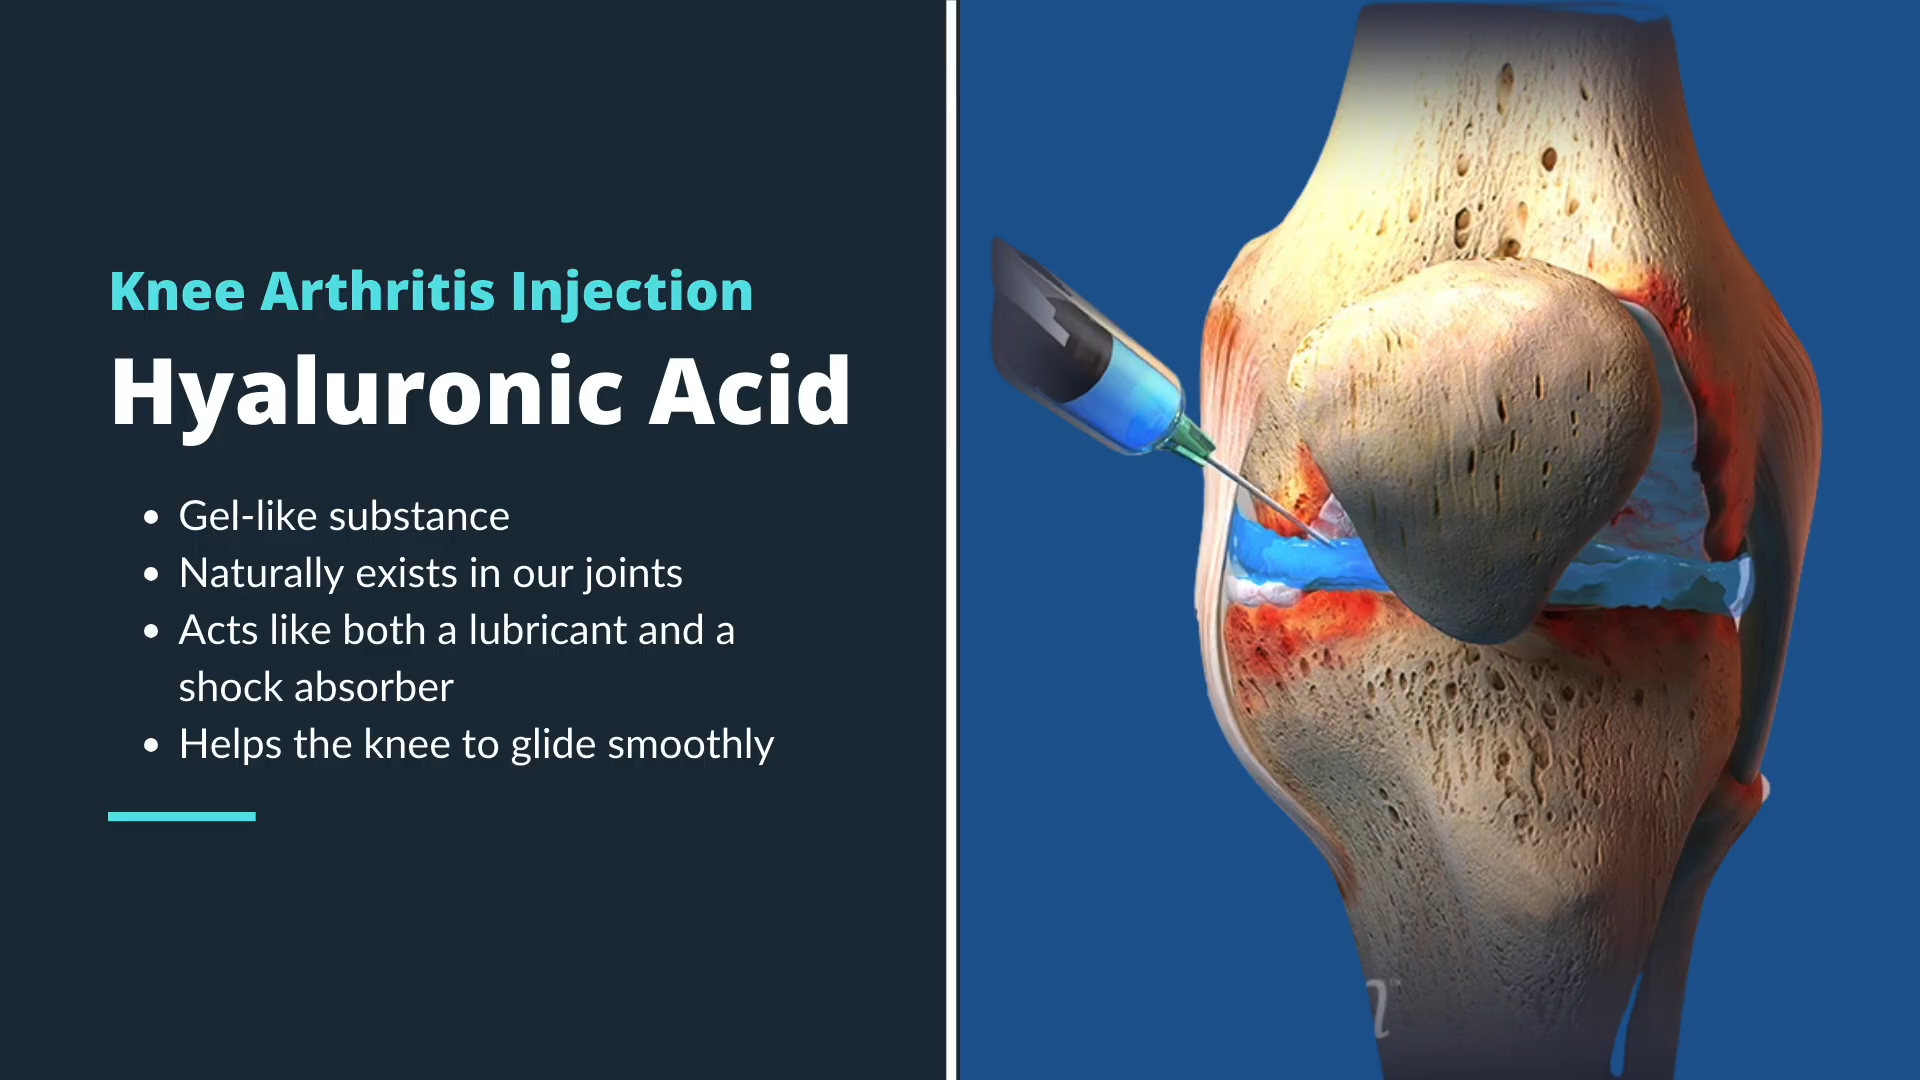 Knee Arthritis Injection
Hyaluronic Acid
• Gel-like substance
• Naturally exists in our joints
• Acts like both a lubricant and a
shock absorber
• Helps the knee to glide smoothly